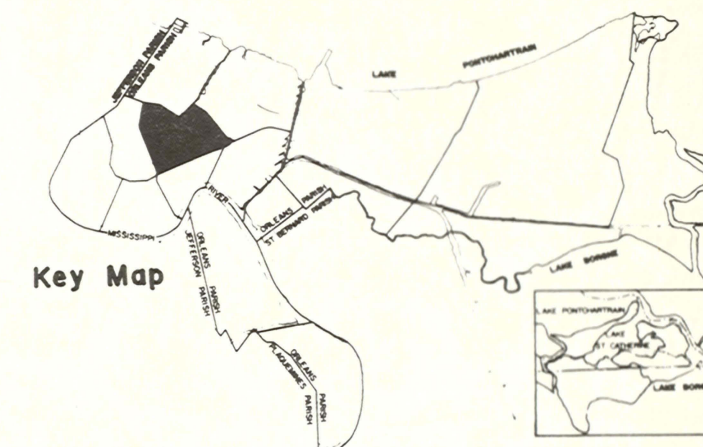 JEFFERSON PARISH
ORLEANS PARISH
LAKE PONTCHARTRAIN
RIVER
MISSISSIPPI
ORLEANS PARISH
ST BERNARD PARISH
ORLEANS PARISH
JEFFERSON PARISH
LAKE BORGNE
Key Map
LAKE PONTCHARTRAIN
LAKE
ST CATHERINE
LAKE BOR
ORLEANS PARISH
PLAQUEMINES PARISH